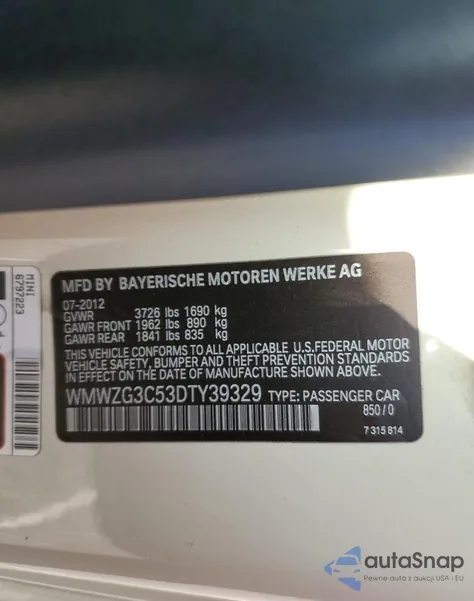 MFD BY BAYERISCHE MOTOREN WERKE AG
07-2012
GVWR 3726 lbs 1690 kg
GAWR FRONT 1962 lbs 890 kg
GAWR REAR 1841 lbs 835 kg
THIS VEHICLE CONFORMS TO ALL APPLICABLE U.S.FEDERAL MOTOR
VEHICLE SAFETY, BUMPER, AND THEFT PREVENTION STANDARDS
IN EFFECT ON THE DATE OF MANUFACTURE SHOWN ABOVE.
WMWZG3C53DTY39329 TYPE: PASSENGER CAR
850/0
7 315 814
MINI
6797223
autoSnap
Pewne auta z aukcji USA i EU